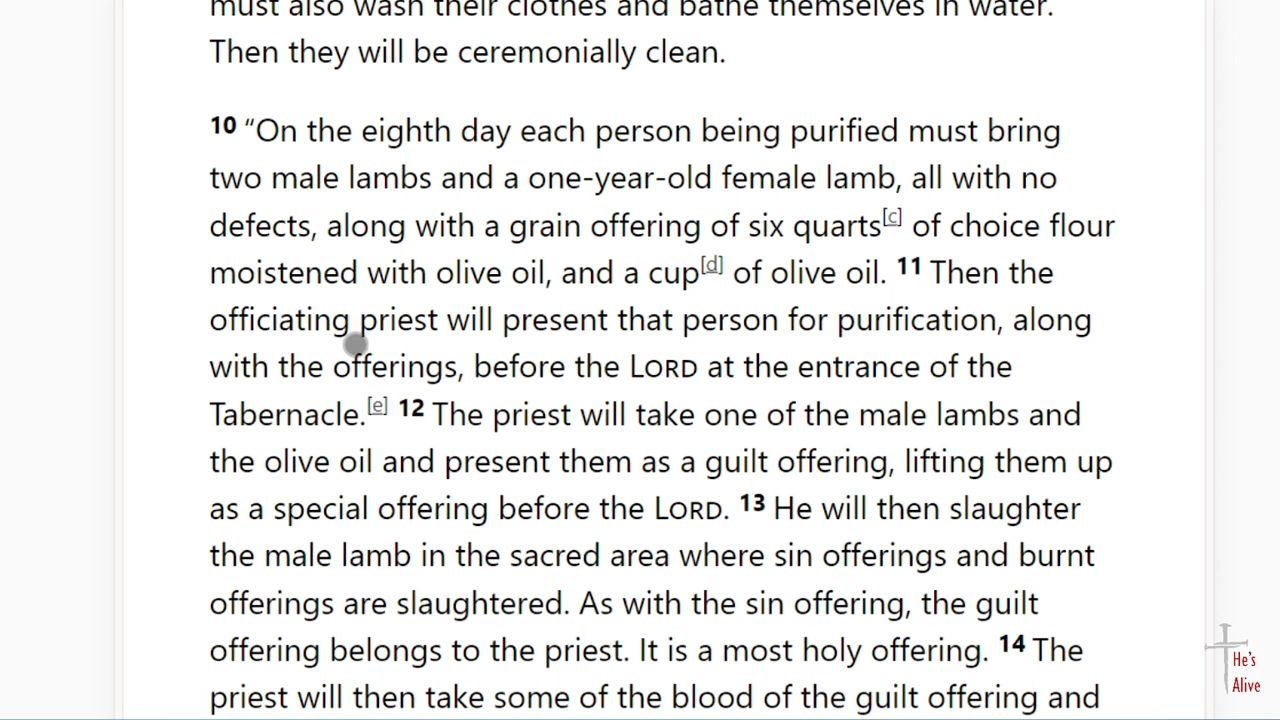 must also wash their clothes and bathe themselves in water.
Then they will be ceremonially clean.
10 “On the eighth day each person being purified must bring
two male lambs and a one-year-old female lamb, all with no
defects, along with a grain offering of six quarts[c] of choice flour
moistened with olive oil, and a cup[d] of olive oil. 11 Then the
officiating priest will present that person for purification, along
with the offerings, before the LORD at the entrance of the
Tabernacle.[e] 12 The priest will take one of the male lambs and
the olive oil and present them as a guilt offering, lifting them up
as a special offering before the LORD. 13 He will then slaughter
the male lamb in the sacred area where sin offerings and burnt
offerings are slaughtered. As with the sin offering, the guilt
offering belongs to the priest. It is a most holy offering. 14 The
priest will then take some of the blood of the guilt offering and
He's
Alive